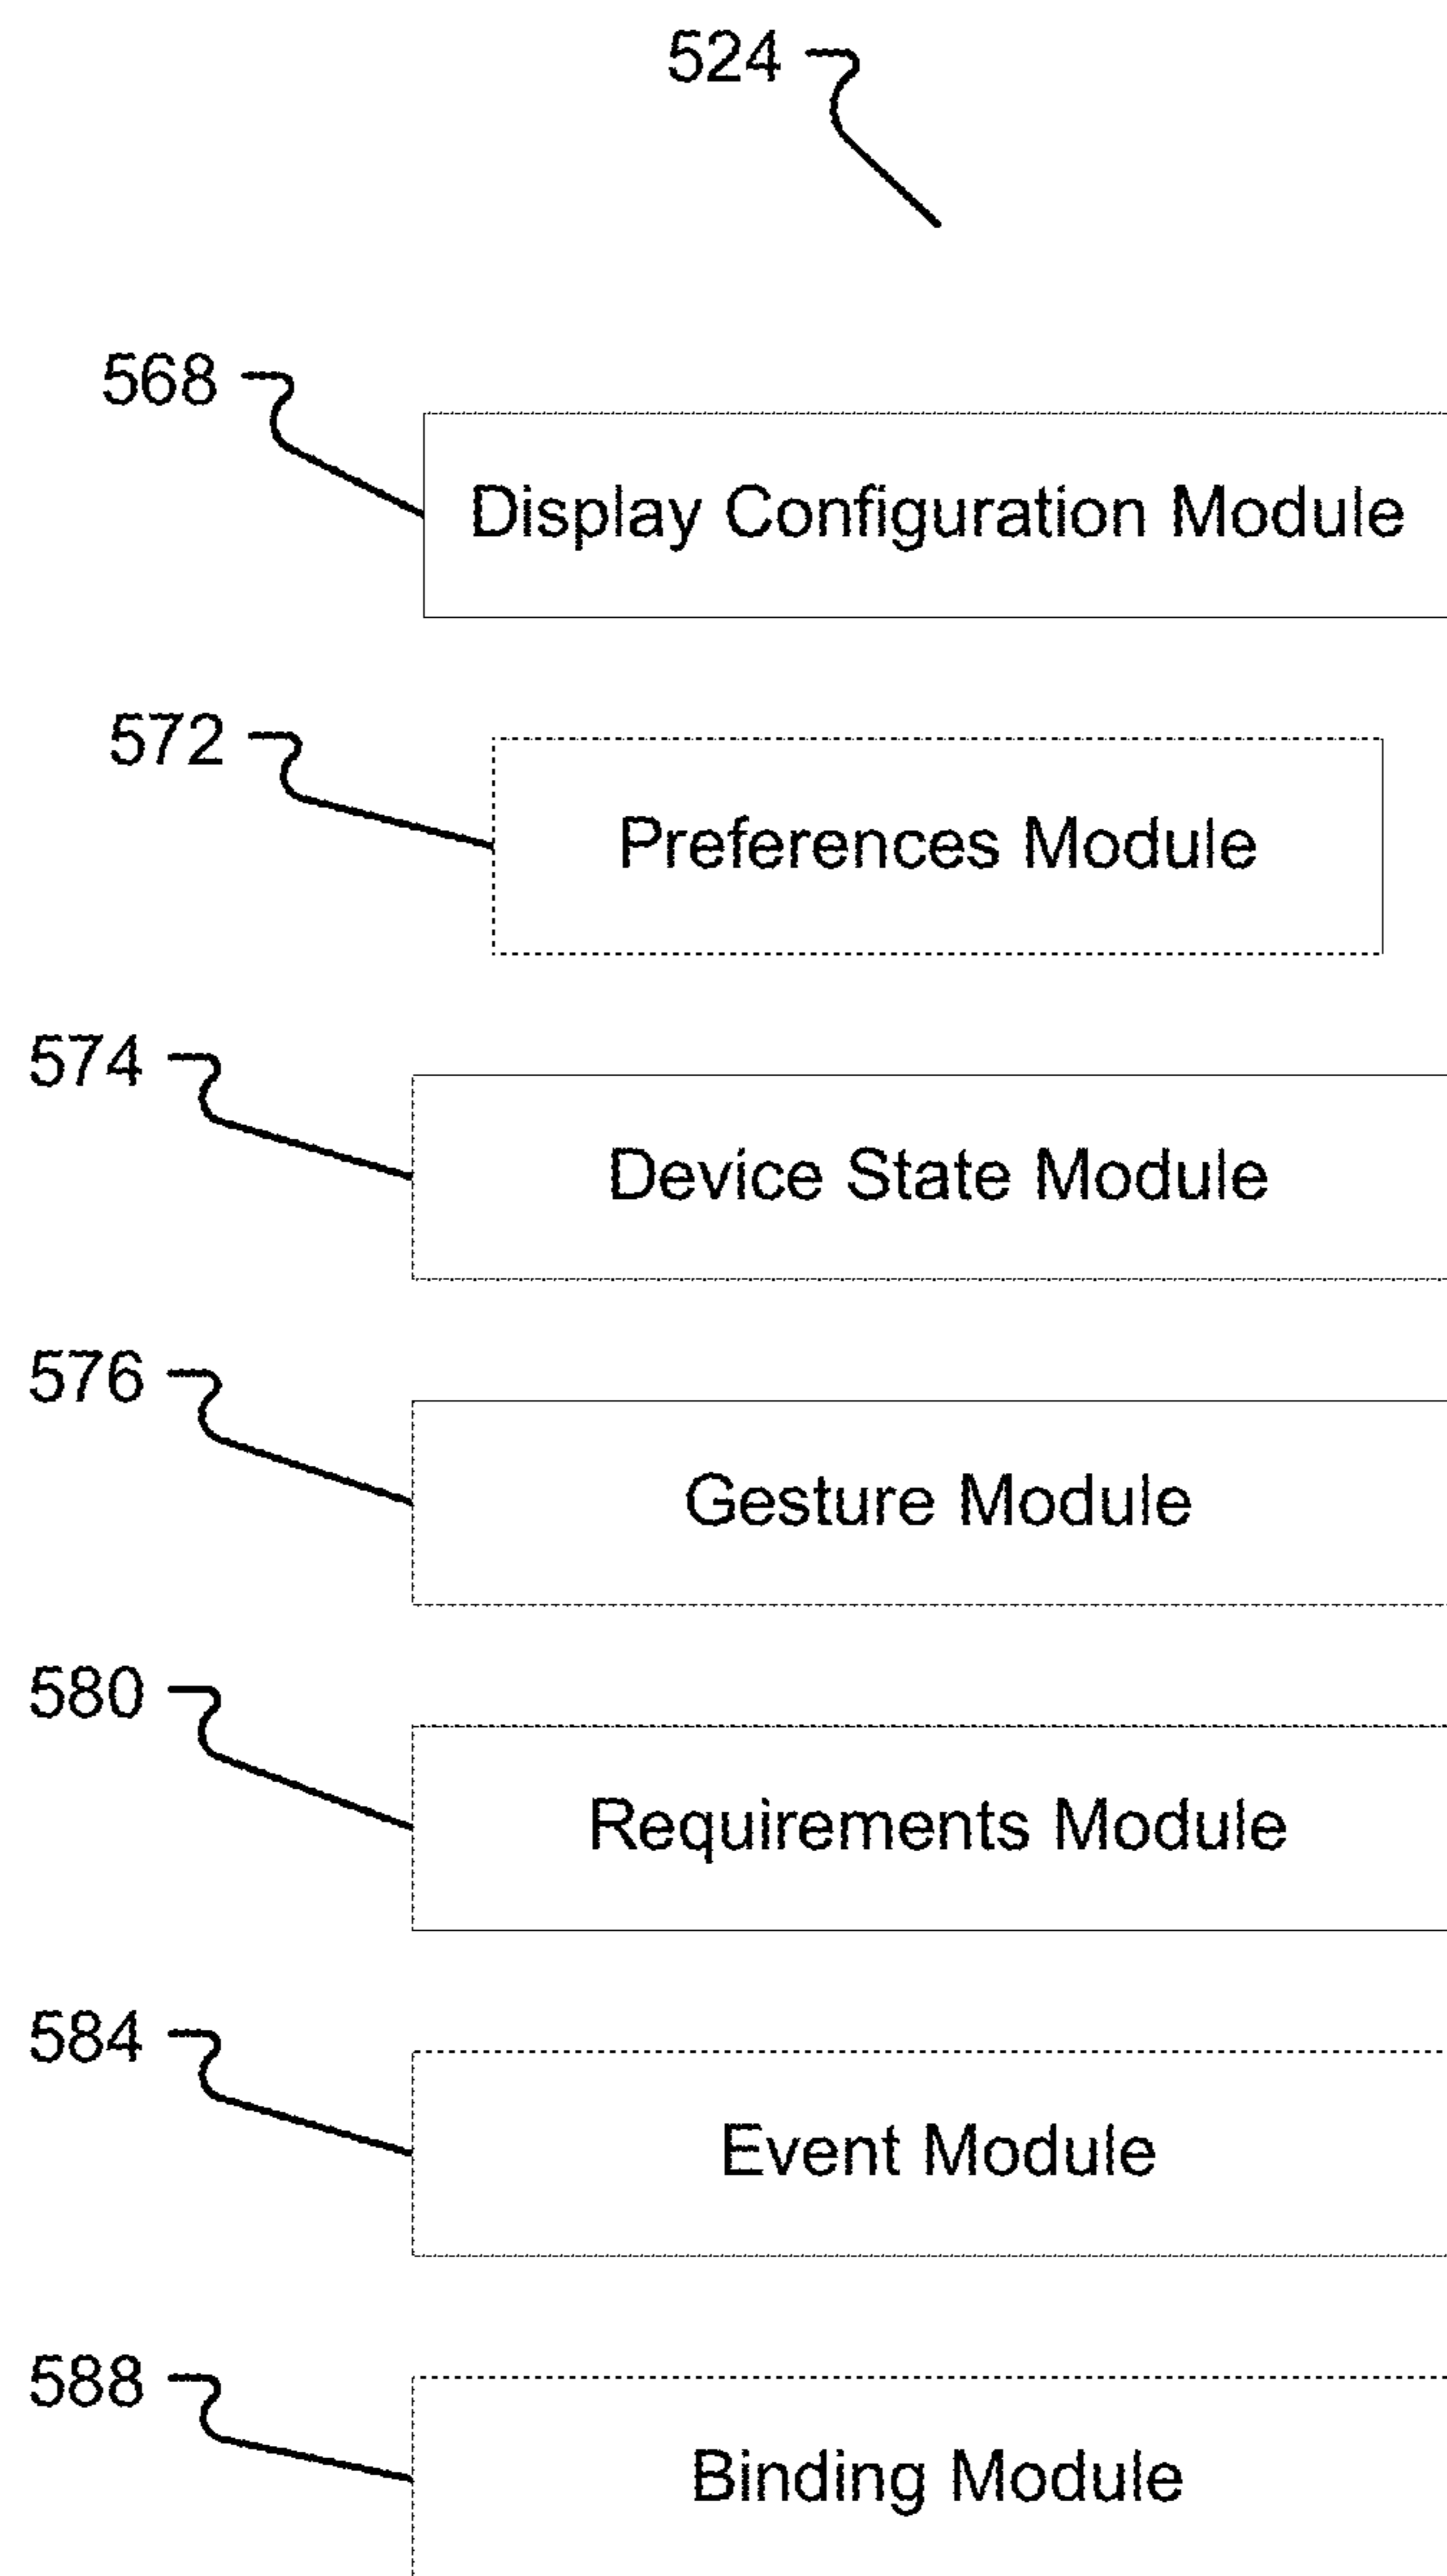 524
568
Display Configuration Module
572
Preferences Module
574
Device State Module
576
Gesture Module
580
Requirements Module
584
Event Module
588
Binding Module